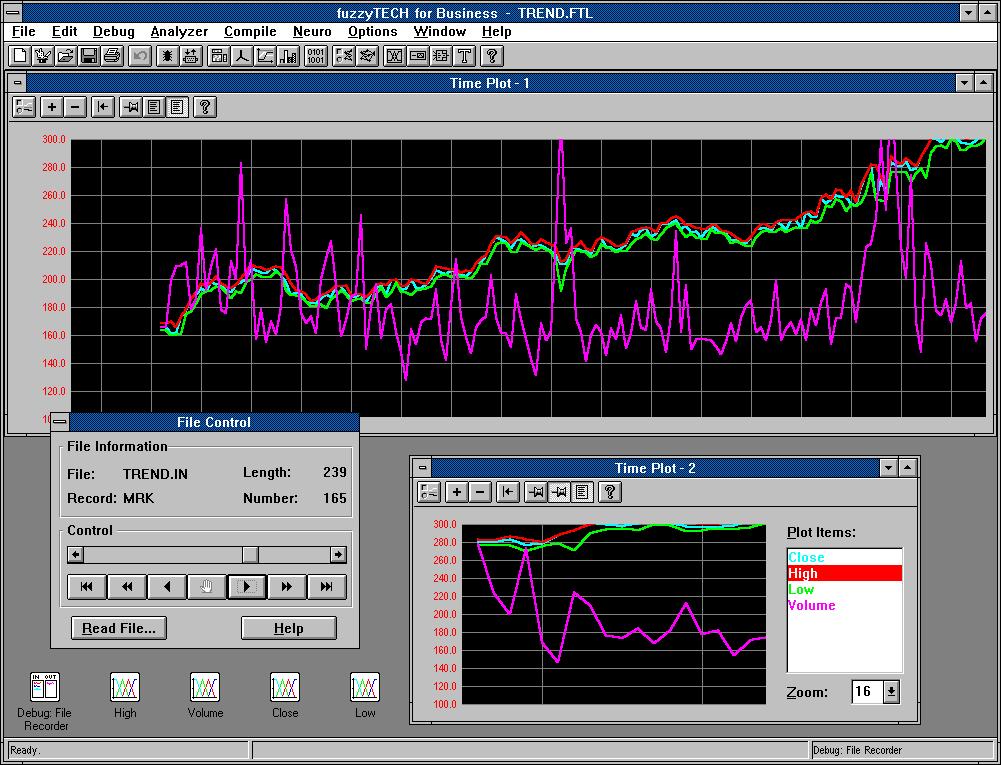 fuzzyTECH for Business - TREND.FTL
File Edit Debug Analyzer Compile Neuro Options Window Help
0101
1001
T ?
Time Plot - 1
+ - ?
300.0
280.0
260.0
240.0
220.0
200.0
180.0
160.0
140.0
120.0
10
File Control
File Information
File: TREND.IN Length: 239
Record: MRK Number: 165
Control
Read File... Help
Time Plot - 2
+ - ?
300.0
280.0
260.0
240.0
220.0
200.0
180.0
160.0
140.0
120.0
100.0
Plot Items:
Close
High
Low
Volume
Zoom: 16
IN OUT
Debug: File
Recorder
High
Volume
Close
Low
Ready.
Debug: File Recorder